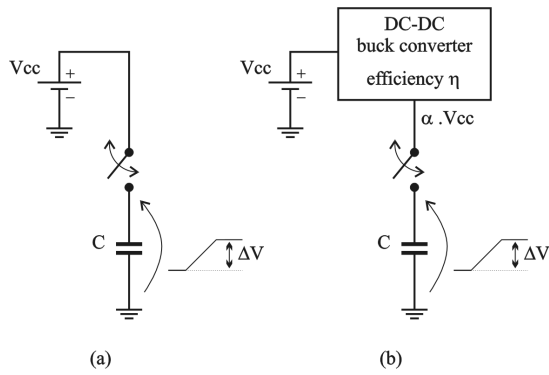 Vcc
+
−
C
ΔV
(a)
DC-DC
buck converter
efficiency η
Vcc
+
−
α .Vcc
C
ΔV
(b)